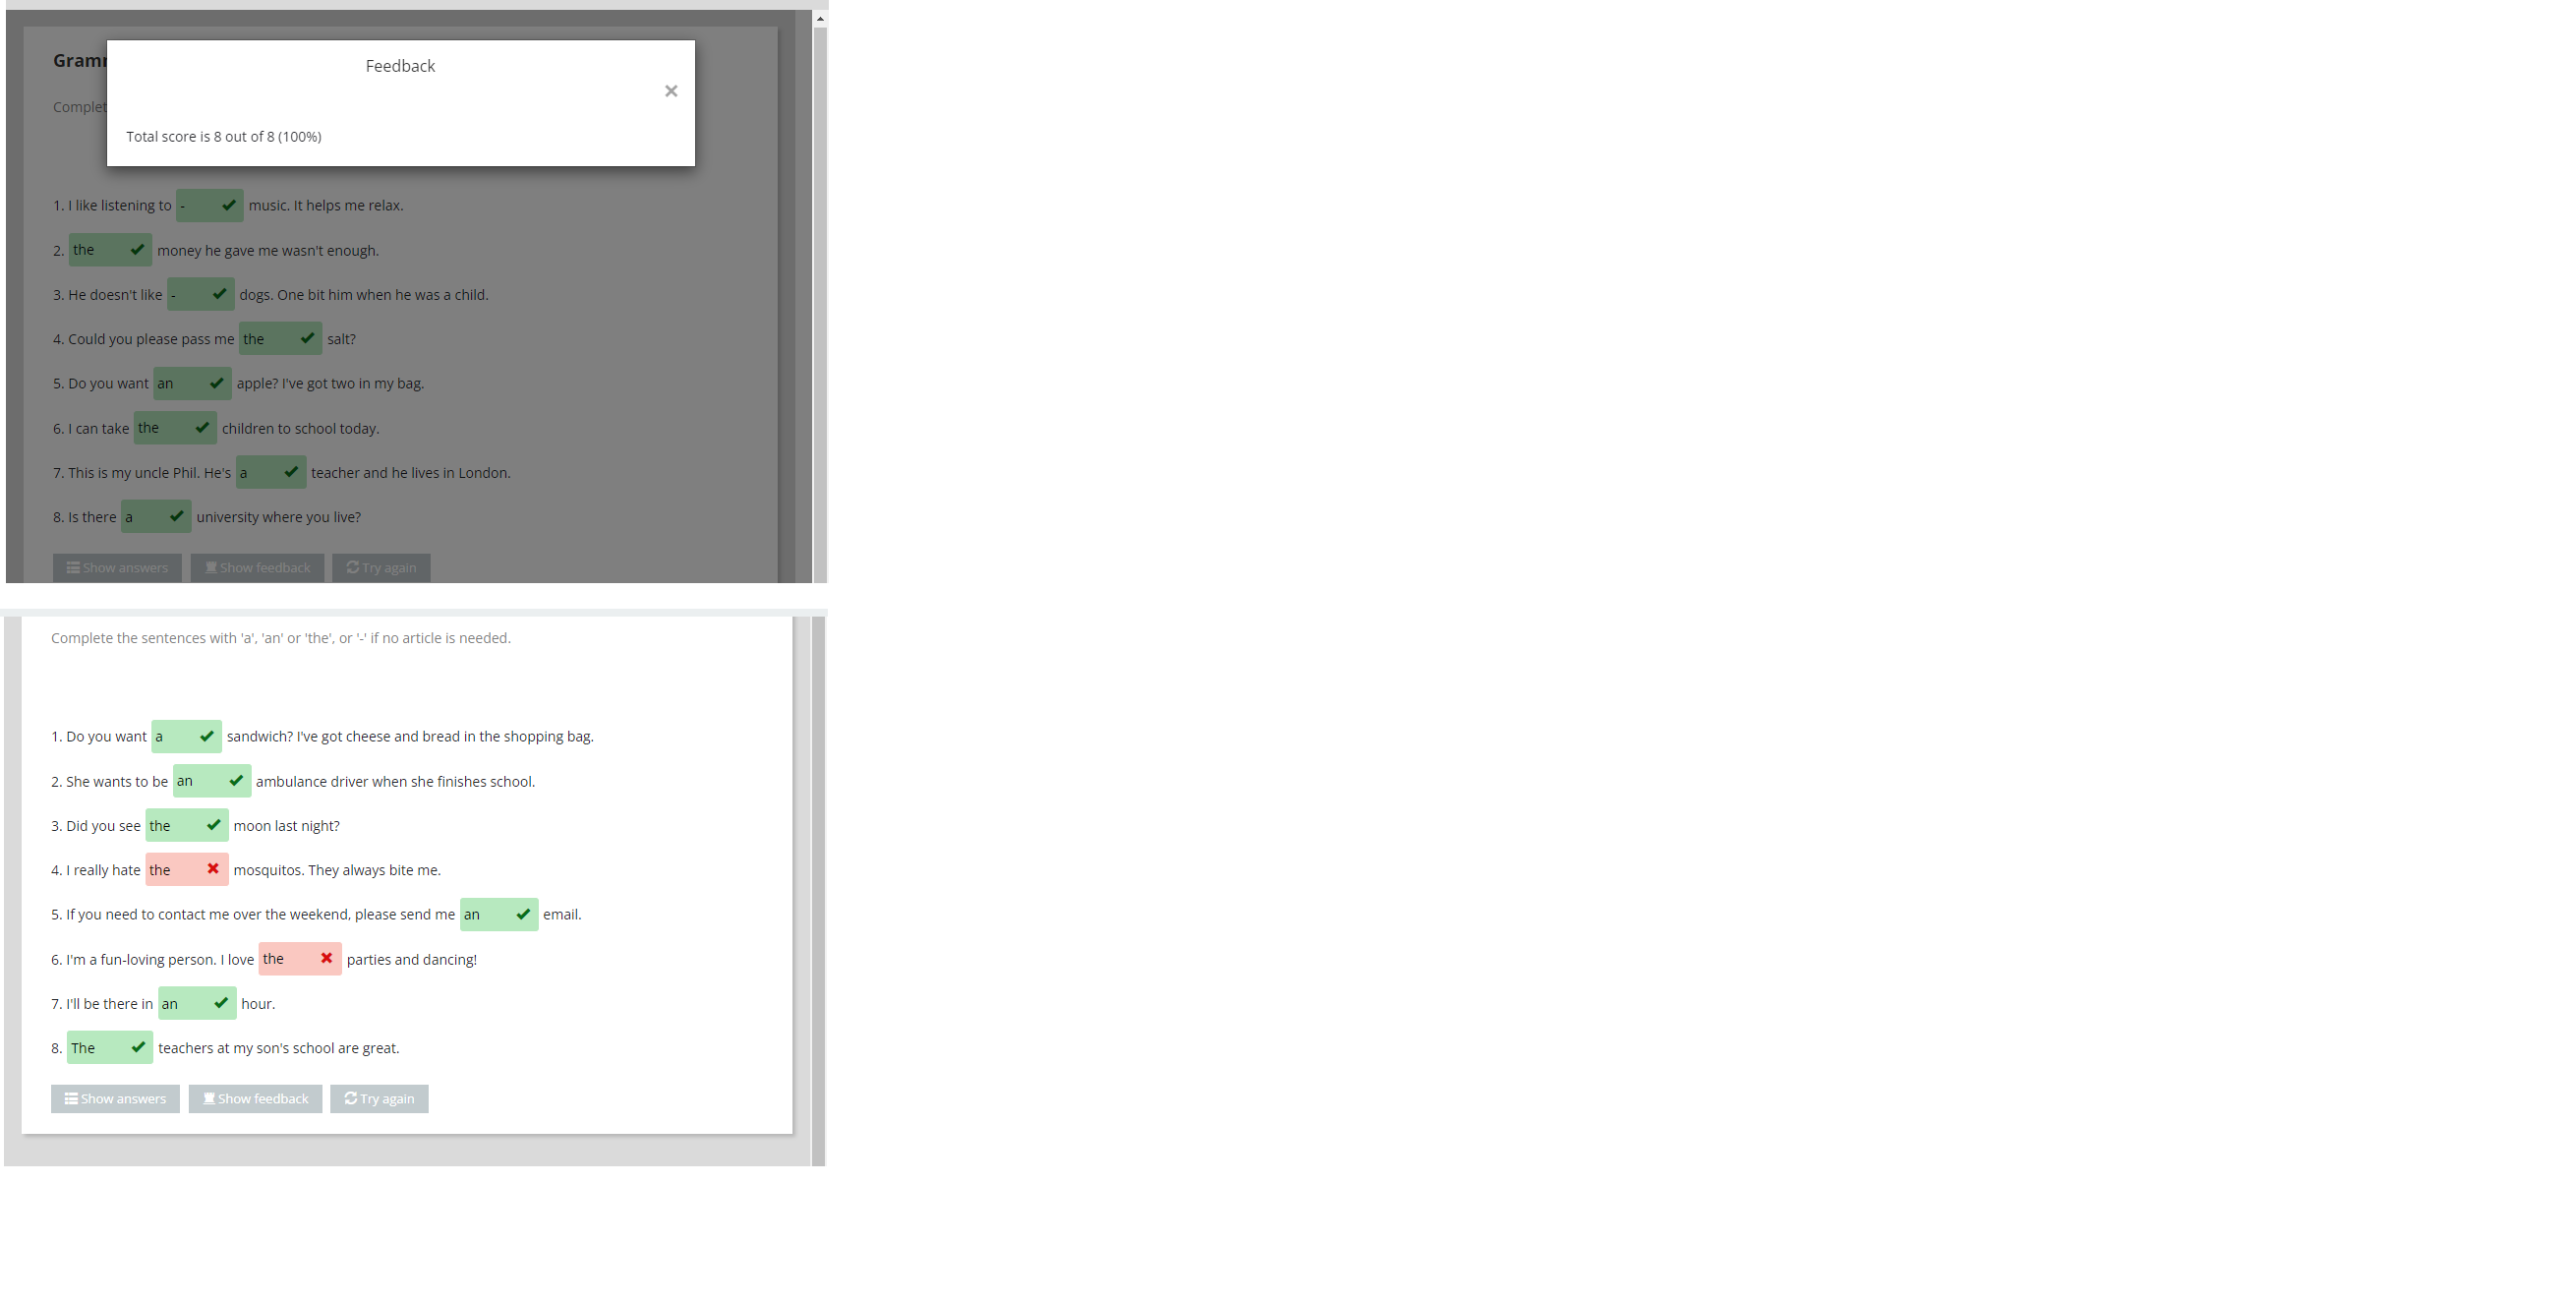 Feedback
×
Gramm
Complet
Total score is 8 out of 8 (100%)
1. I like listening to - music. It helps me relax.
2. the money he gave me wasn't enough.
3. He doesn't like - dogs. One bit him when he was a child.
4. Could you please pass me the salt?
5. Do you want an apple? I've got two in my bag.
6. I can take the children to school today.
7. This is my uncle Phil. He's a teacher and he lives in London.
8. Is there a university where you live?
Show answers Show feedback Try again
Complete the sentences with 'a', 'an' or 'the', or '-' if no article is needed.
1. Do you want a sandwich? I've got cheese and bread in the shopping bag.
2. She wants to be an ambulance driver when she finishes school.
3. Did you see the moon last night?
4. I really hate the mosquitos. They always bite me.
5. If you need to contact me over the weekend, please send me an email.
6. I'm a fun-loving person. I love the parties and dancing!
7. I'll be there in an hour.
8. The teachers at my son's school are great.
Show answers Show feedback Try again